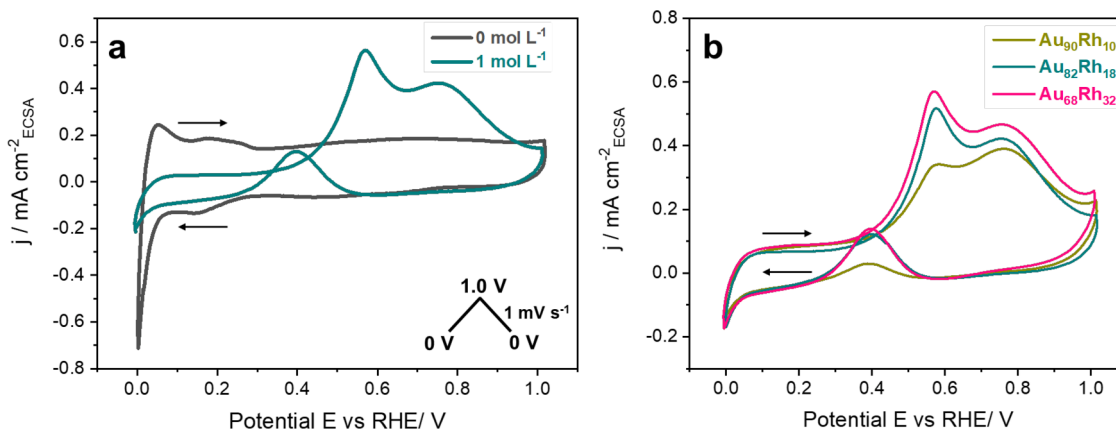 a
0 mol L⁻¹
1 mol L⁻¹
j / mA cm⁻²ECSA
0.6
0.4
0.2
0.0
-0.2
-0.4
-0.6
-0.8
1.0 V
1 mV s⁻¹
0 V
0 V
0.0
0.2
0.4
0.6
0.8
1.0
Potential E vs RHE/ V
b
Au₉₀Rh₁₀
Au₈₂Rh₁₈
Au₆₈Rh₃₂
j / mA cm⁻²ECSA
0.8
0.6
0.4
0.2
0.0
-0.2
0.0
0.2
0.4
0.6
0.8
1.0
Potential E vs RHE/ V